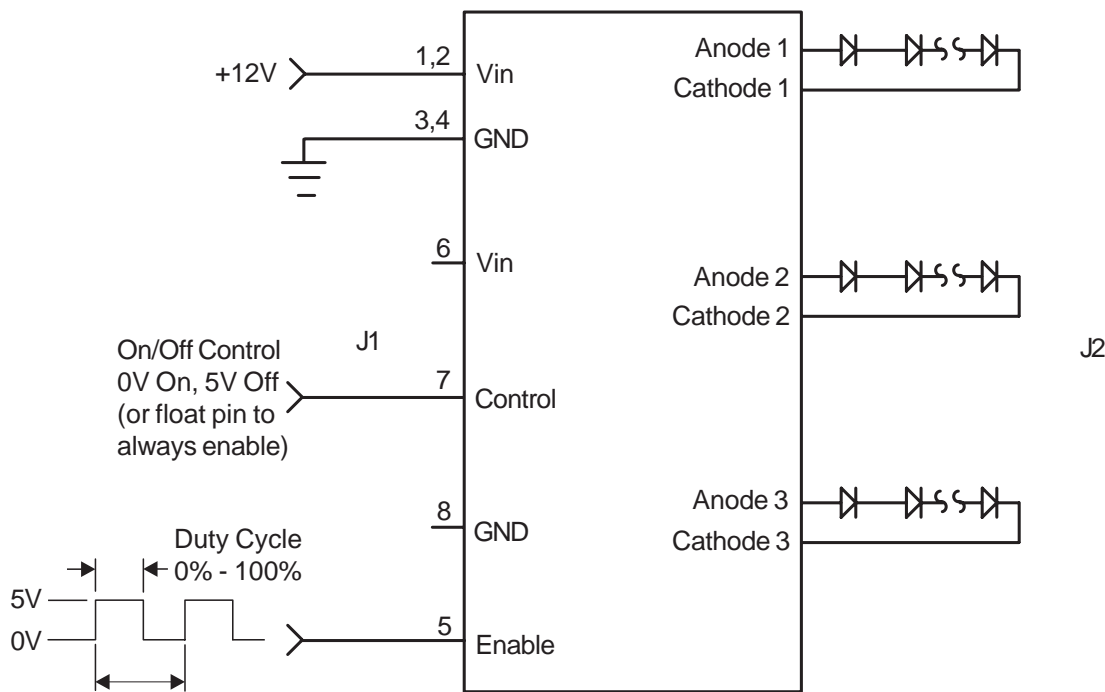 +12V
1,2
Vin
3,4
GND
6
Vin
J1
On/Off Control
0V On, 5V Off
(or float pin to
always enable)
7
Control
8
GND
Duty Cycle
0% - 100%
5V
0V
5
Enable
Anode 1
Cathode 1
Anode 2
Cathode 2
J2
Anode 3
Cathode 3